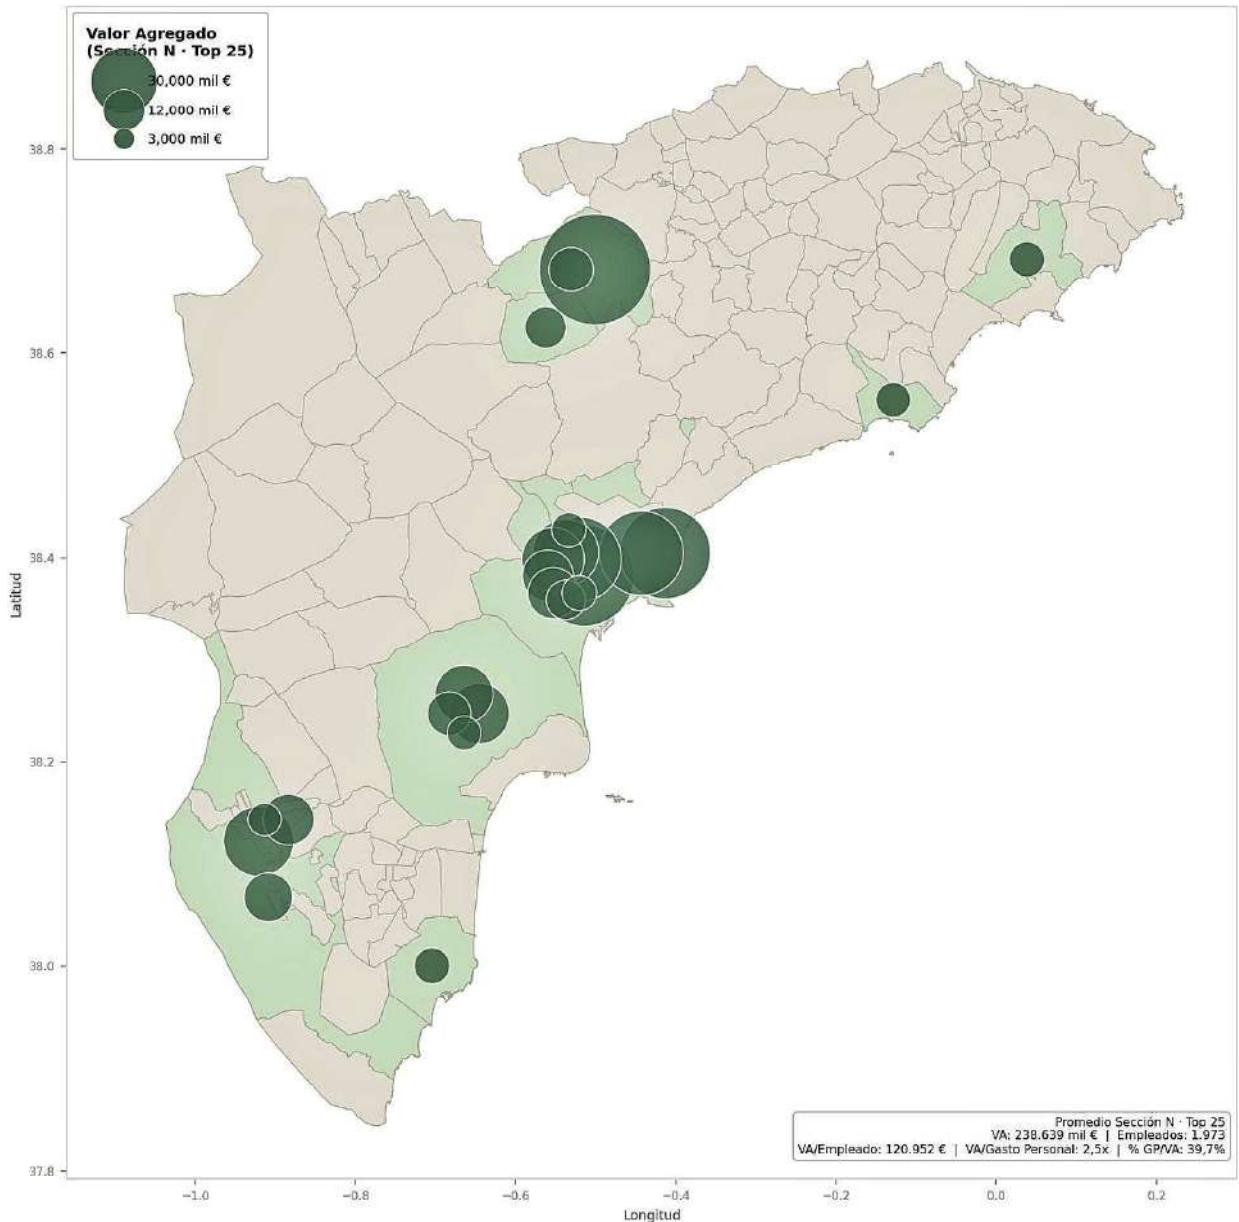 Valor Agregado
(Sección N · Top 25)
30,000 mil €
12,000 mil €
3,000 mil €
38.8
38.6
38.4
38.2
38.0
37.8
Latitud
−1.0
−0.8
−0.6
−0.4
−0.2
0.0
0.2
Longitud
Promedio Sección N · Top 25
VA: 238.639 mil € | Empleados: 1.973
VA/Empleado: 120.952 € | VA/Gasto Personal: 2,5x | % GP/VA: 39,7%